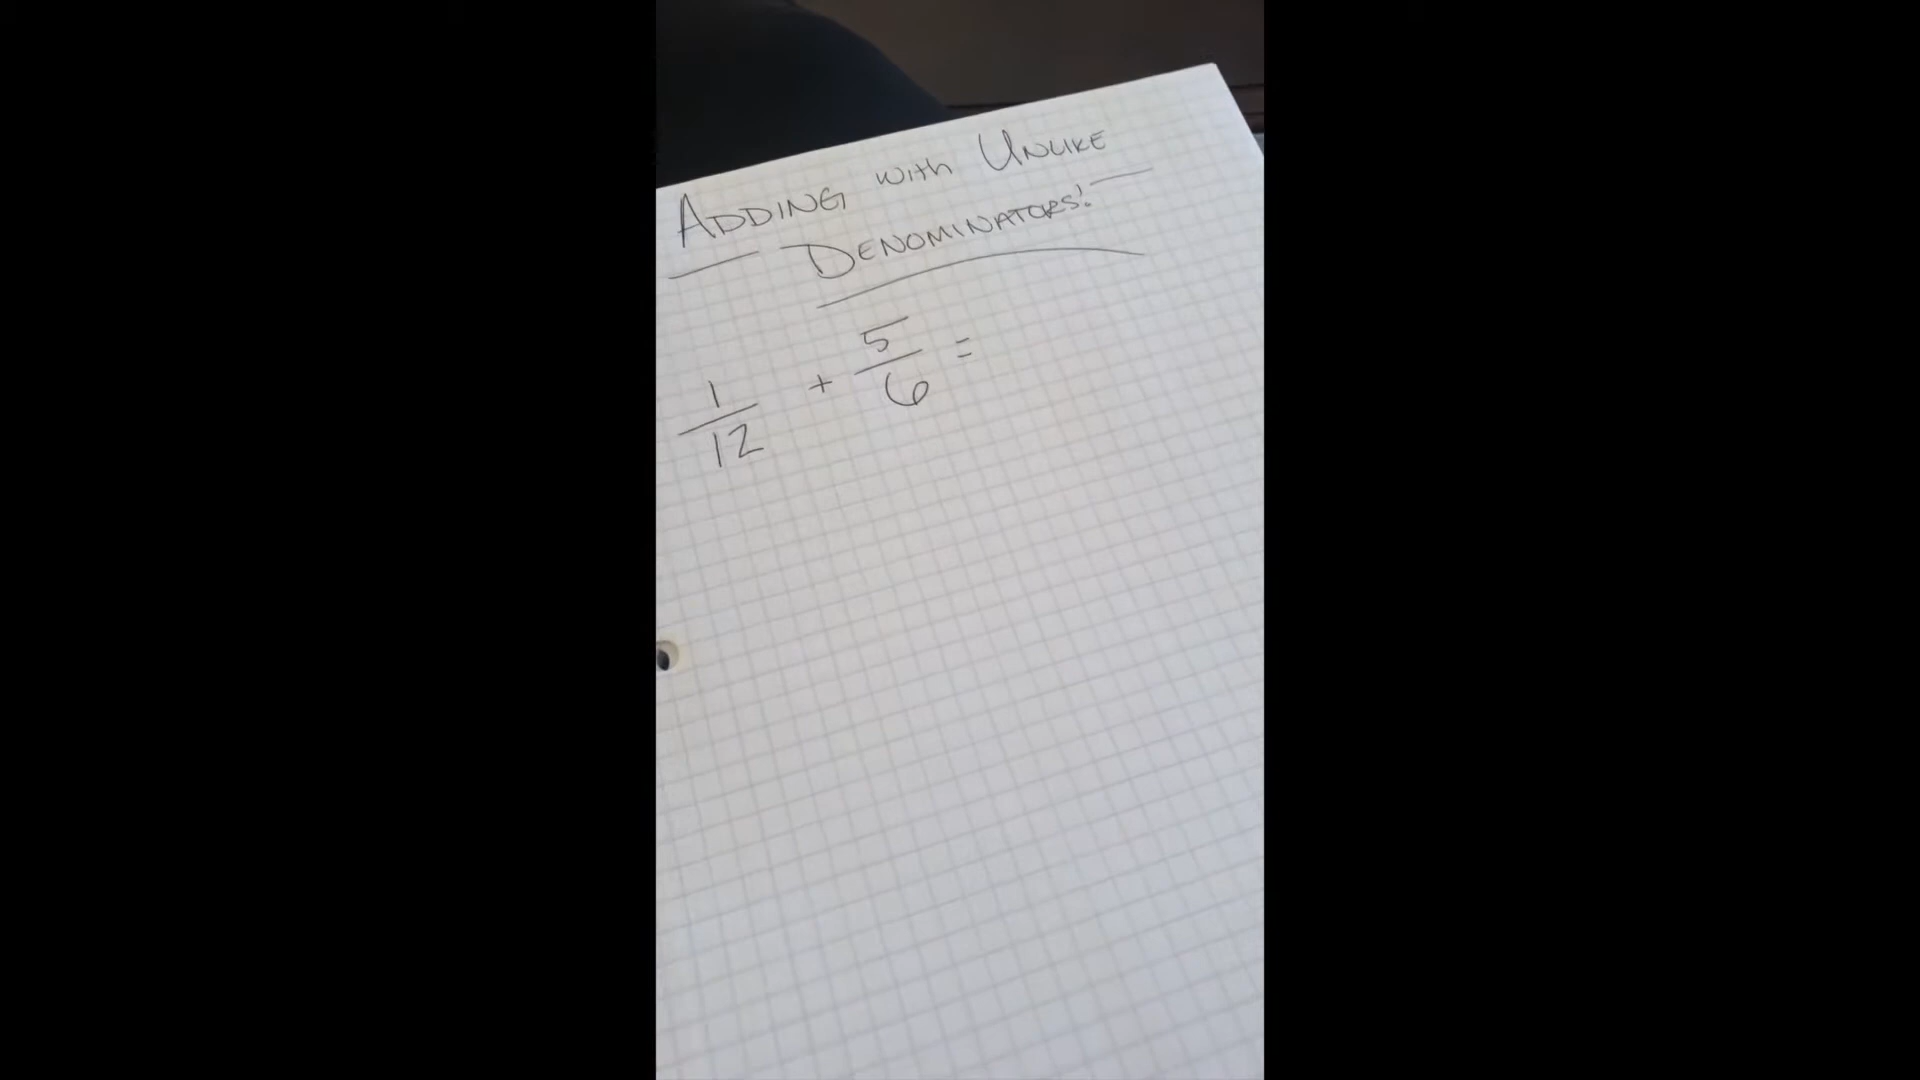 ADDING with UNLIKE
DENOMINATORS!
1/12 + 5/6 =